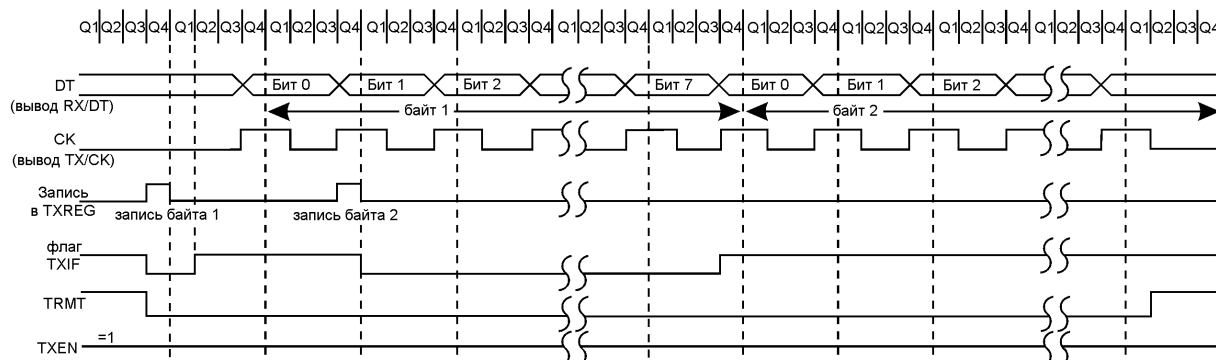 Q1 Q2 Q3 Q4 Q1 Q2 Q3 Q4 Q1 Q2 Q3 Q4 Q1 Q2 Q3 Q4 Q1 Q2 Q3 Q4 Q1 Q2 Q3 Q4 Q1 Q2 Q3 Q4 Q1 Q2 Q3 Q4 Q1 Q2 Q3 Q4 Q1 Q2 Q3 Q4 Q1 Q2 Q3 Q4 Q1 Q2 Q3 Q4
DT Бит 0 Бит 1 Бит 2 Бит 7 Бит 0 Бит 1 Бит 2
(вывод RX/DT) байт 1 байт 2
CK
(вывод TX/CK)
Запись
в TXREG запись байта 1 запись байта 2
флаг
TXIF
TRMT
TXEN =1